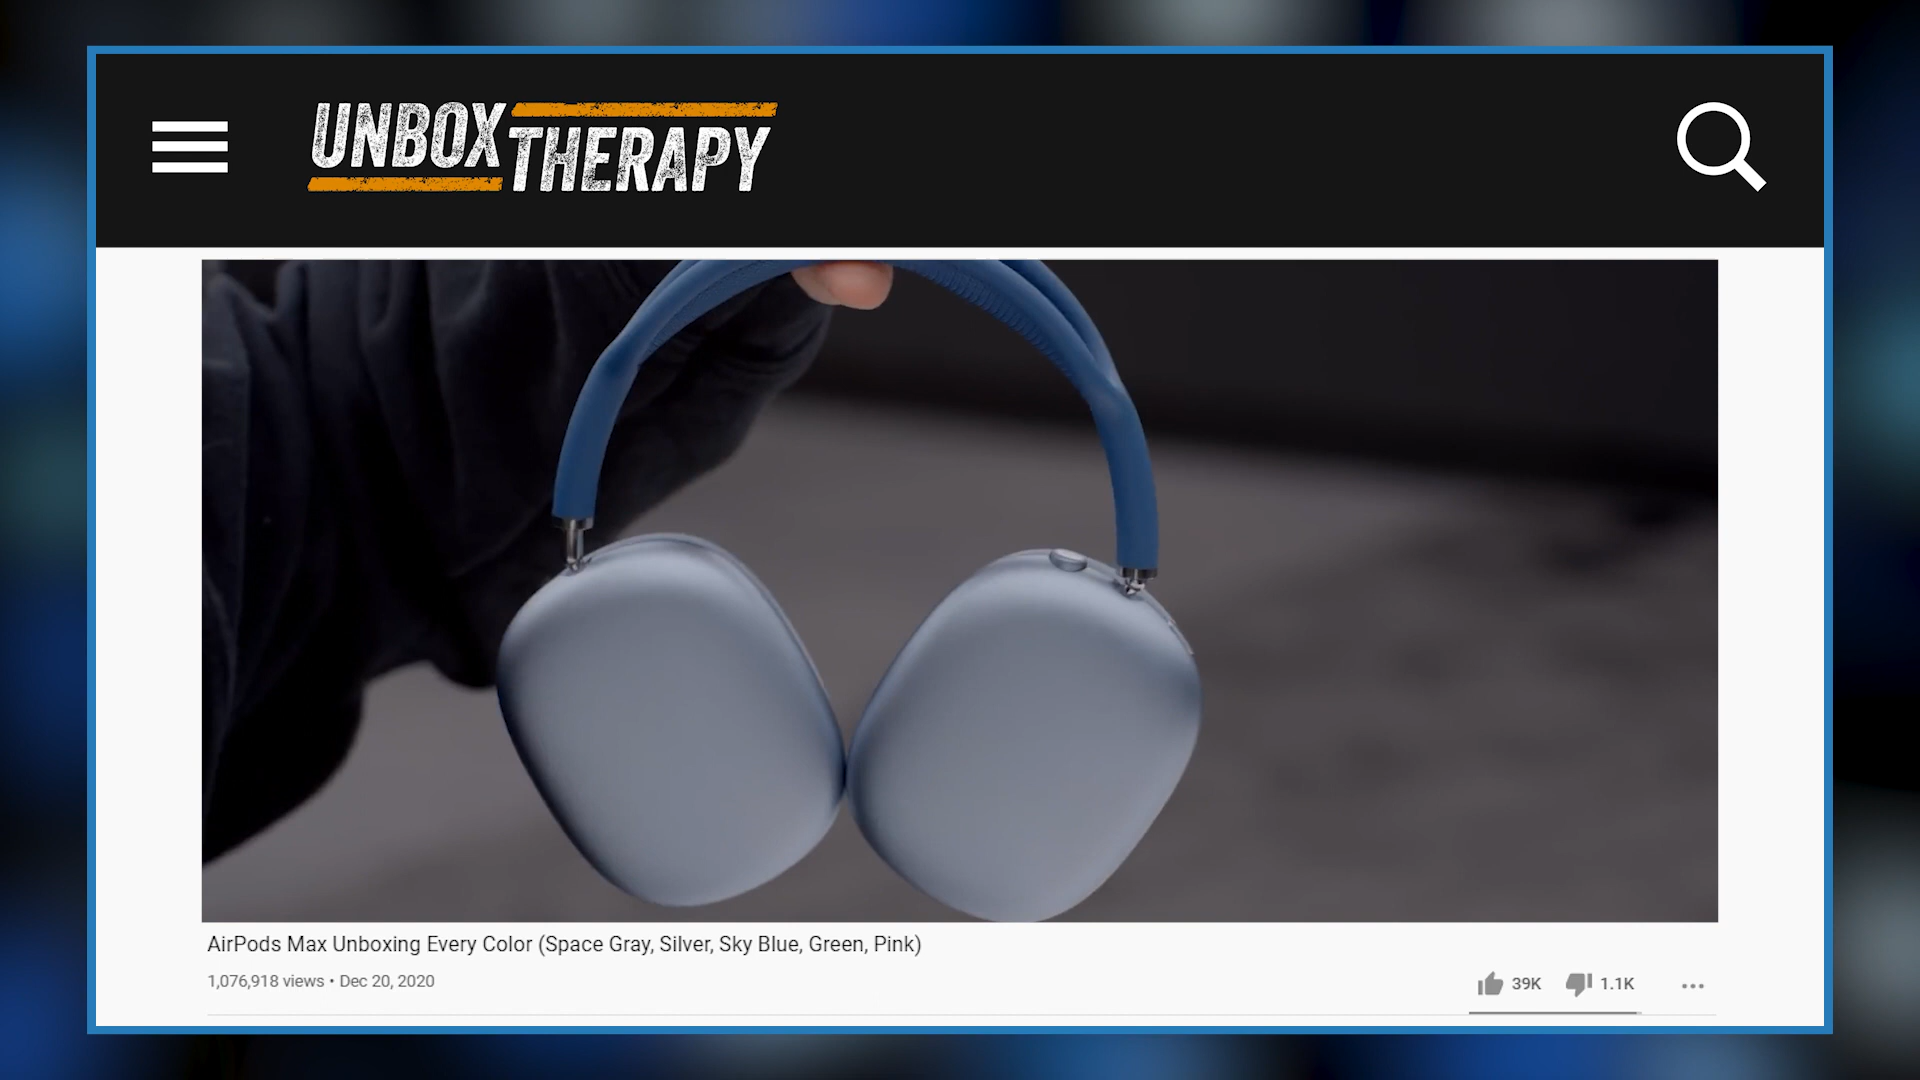 UNBOX THERAPY
AirPods Max Unboxing Every Color (Space Gray, Silver, Sky Blue, Green, Pink)
1,076,918 views • Dec 20, 2020
39K 1.1K